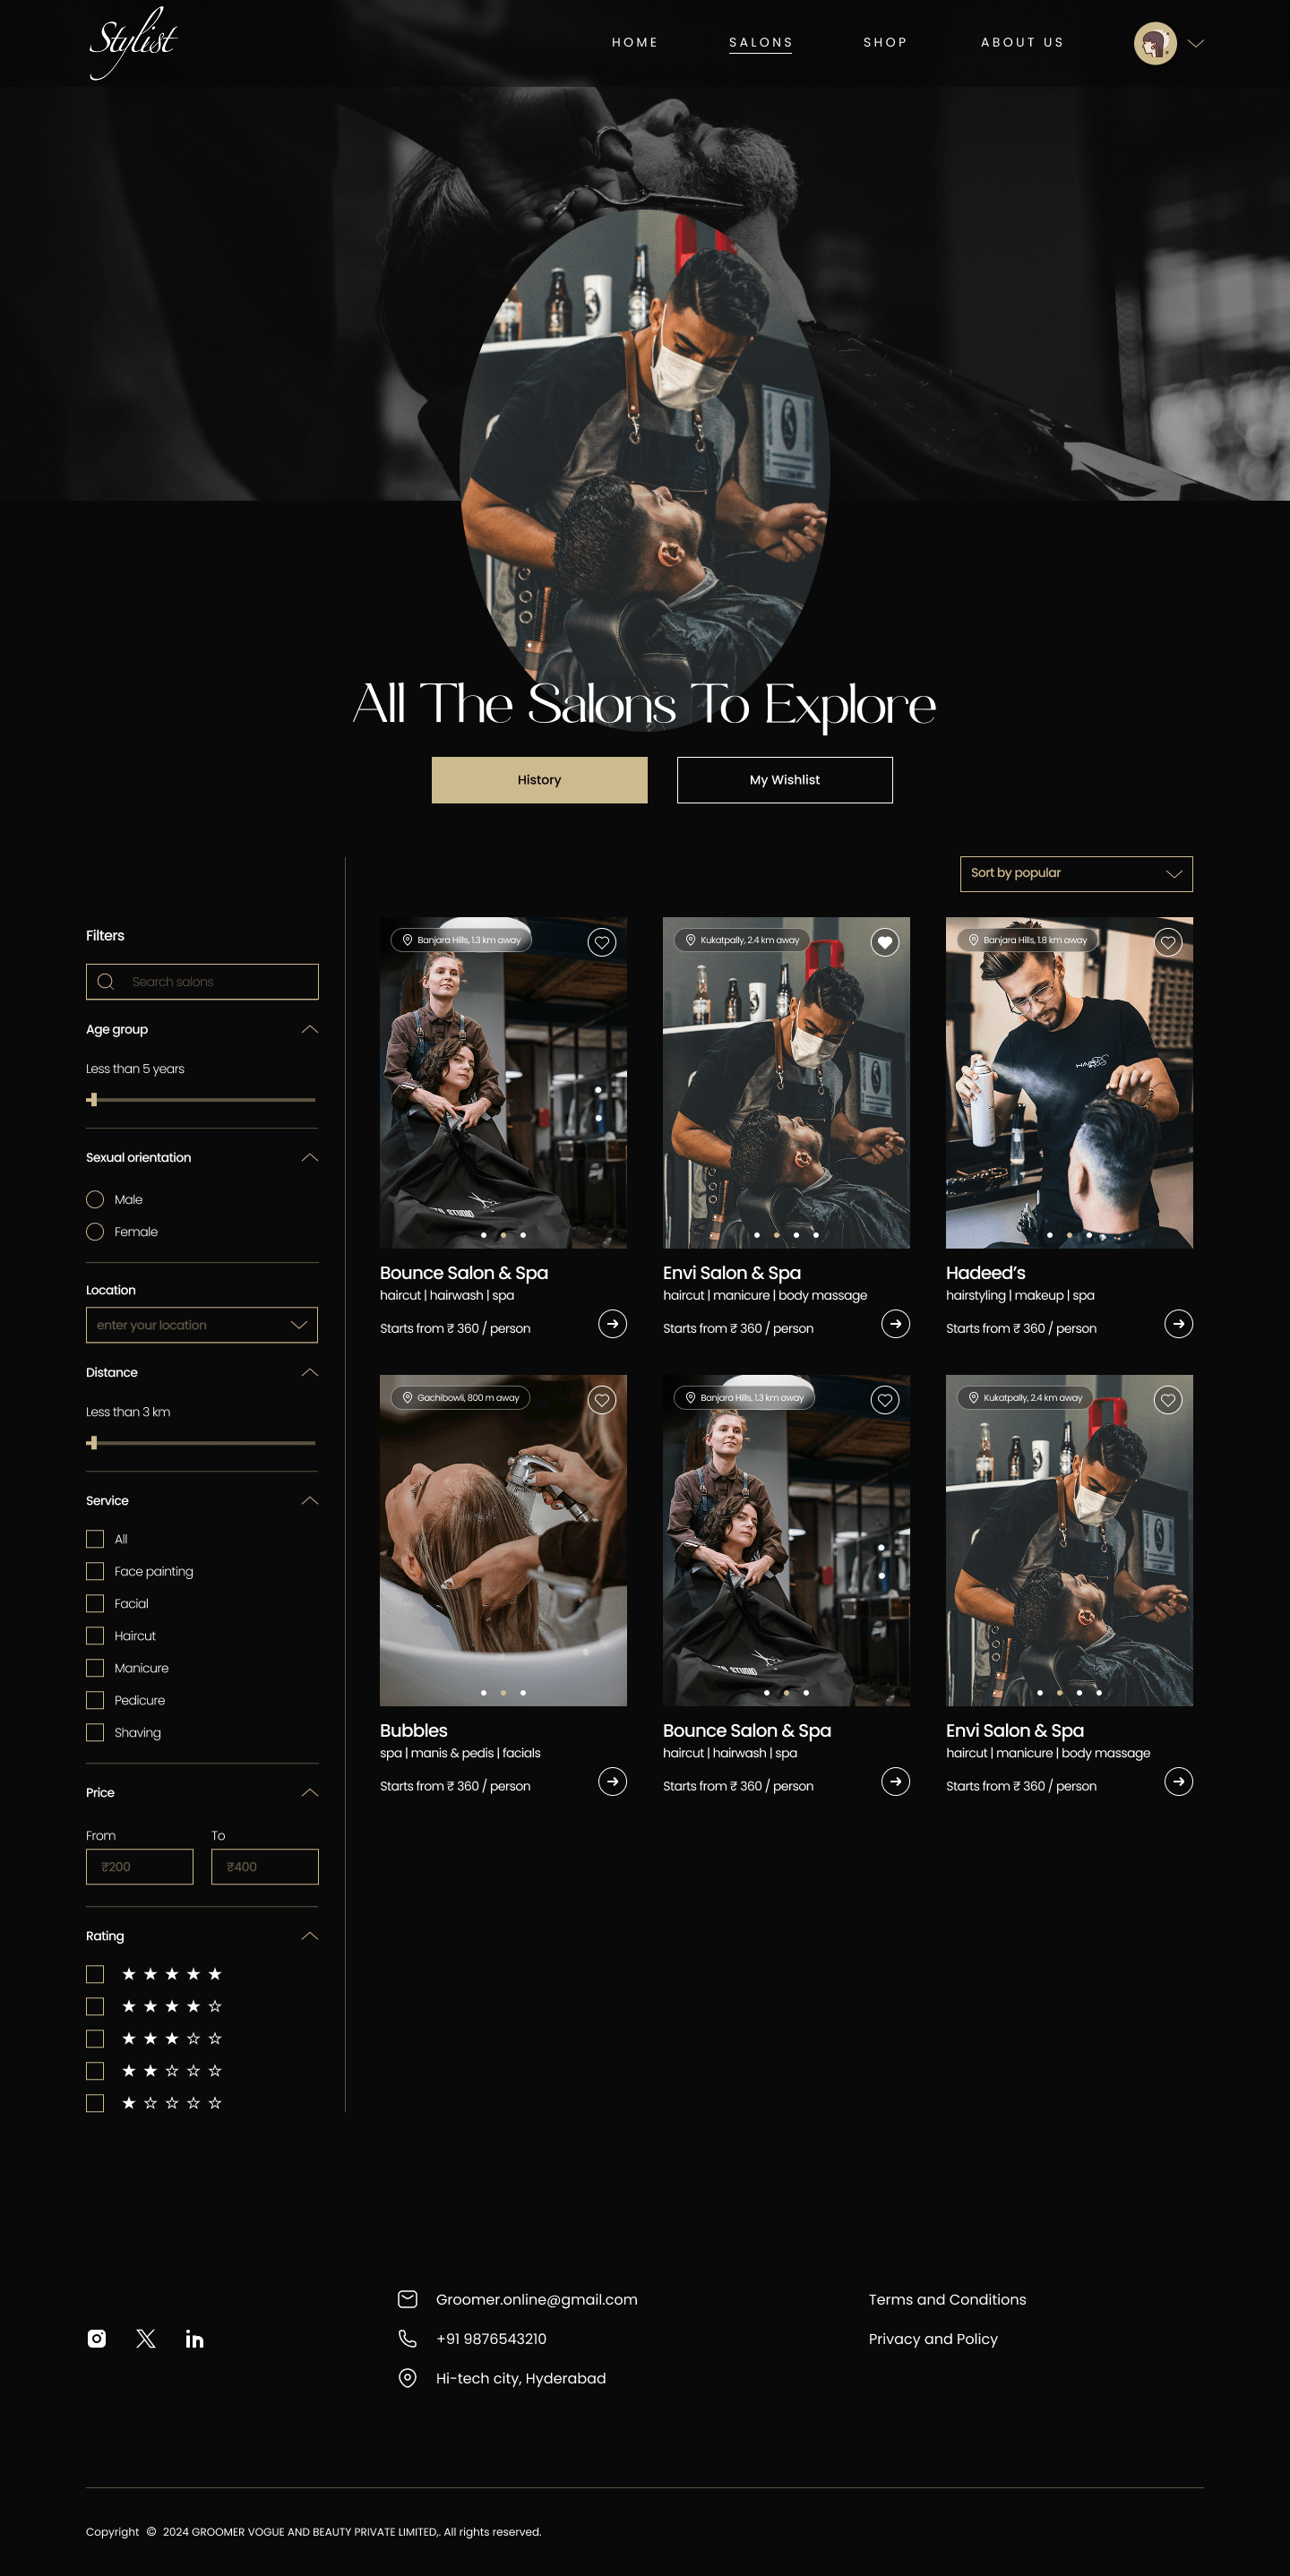 Stylist
HOME SALONS SHOP ABOUT US
All The Salons To Explore
History My Wishlist
Sort by popular
Filters
Search salons
Age group
Less than 5 years
Sexual orientation
Male
Female
Location
enter your location
Distance
Less than 3 km
Service
All
Face painting
Facial
Haircut
Manicure
Pedicure
Shaving
Price
From To
₹200 ₹400
Rating
Banjara Hills, 1.3 km away
Bounce Salon & Spa
haircut | hairwash | spa
Starts from ₹ 360 / person
Kukatpally, 2.4 km away
Envi Salon & Spa
haircut | manicure | body massage
Starts from ₹ 360 / person
Banjara Hills, 1.8 km away
Hadeed's
hairstyling | makeup | spa
Starts from ₹ 360 / person
Gachibowli, 800 m away
Bubbles
spa | manis & pedis | facials
Starts from ₹ 360 / person
Banjara Hills, 1.3 km away
Bounce Salon & Spa
haircut | hairwash | spa
Starts from ₹ 360 / person
Kukatpally, 2.4 km away
Envi Salon & Spa
haircut | manicure | body massage
Starts from ₹ 360 / person
Groomer.online@gmail.com
+91 9876543210
Hi-tech city, Hyderabad
Terms and Conditions
Privacy and Policy
Copyright © 2024 GROOMER VOGUE AND BEAUTY PRIVATE LIMITED,. All rights reserved.